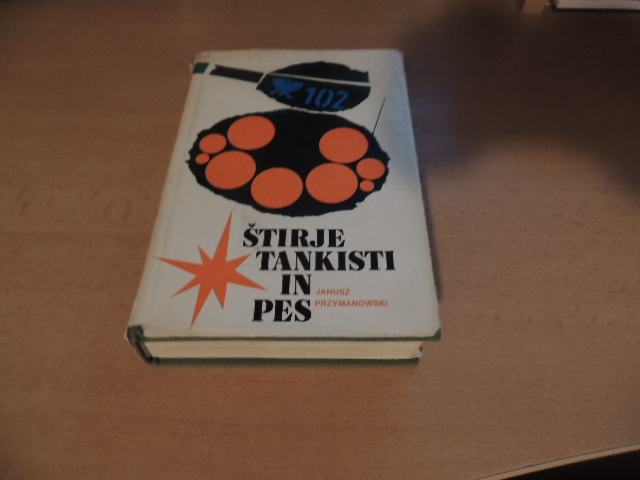 102
ŠTIRJE
TANKISTI
IN
PES
JANUSZ
PRZYMANOWSKI